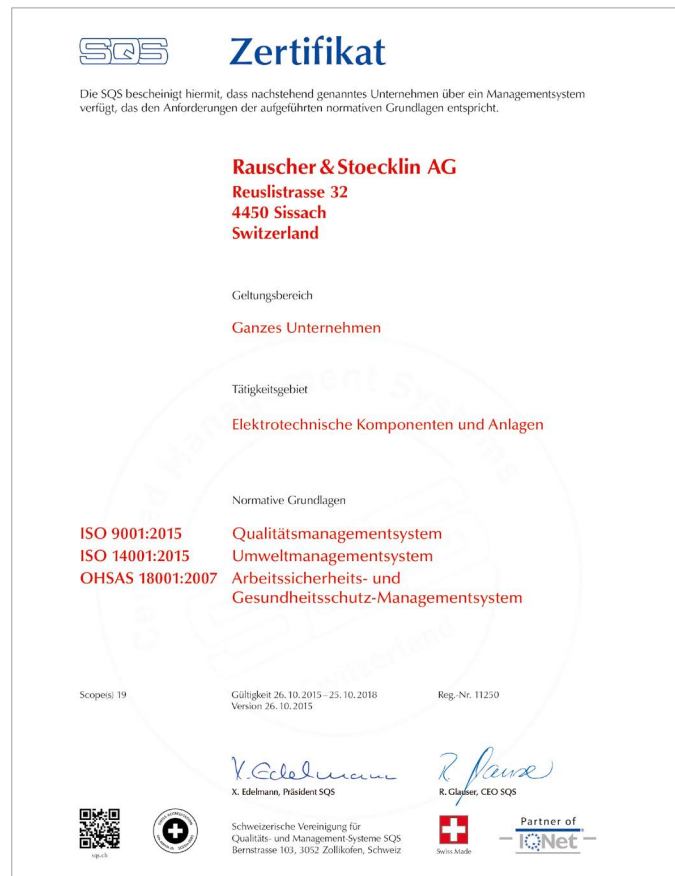 SQS
Zertifikat
Die SQS bescheinigt hiermit, dass nachstehend genanntes Unternehmen über ein Managementsystem
verfügt, das den Anforderungen der aufgeführten normativen Grundlagen entspricht.
Rauscher & Stoecklin AG
Reuslistrasse 32
4450 Sissach
Switzerland
Geltungsbereich
Ganzes Unternehmen
Tätigkeitsgebiet
Elektrotechnische Komponenten und Anlagen
Normative Grundlagen
ISO 9001:2015 Qualitätsmanagementsystem
ISO 14001:2015 Umweltmanagementsystem
OHSAS 18001:2007 Arbeitssicherheits- und
Gesundheitsschutz-Managementsystem
Scope(s) 19 Gültigkeit 26.10.2015–25.10.2018 Reg.-Nr. 11250
Version 26.10.2015
X. Edelmann
X. Edelmann, Präsident SQS R. Glauser, CEO SQS
Schweizerische Vereinigung für
Qualitäts- und Management-Systeme SQS
Bernstrasse 103, 3052 Zollikofen, Schweiz
sqs.ch
Swiss Made
Partner of
IQNet